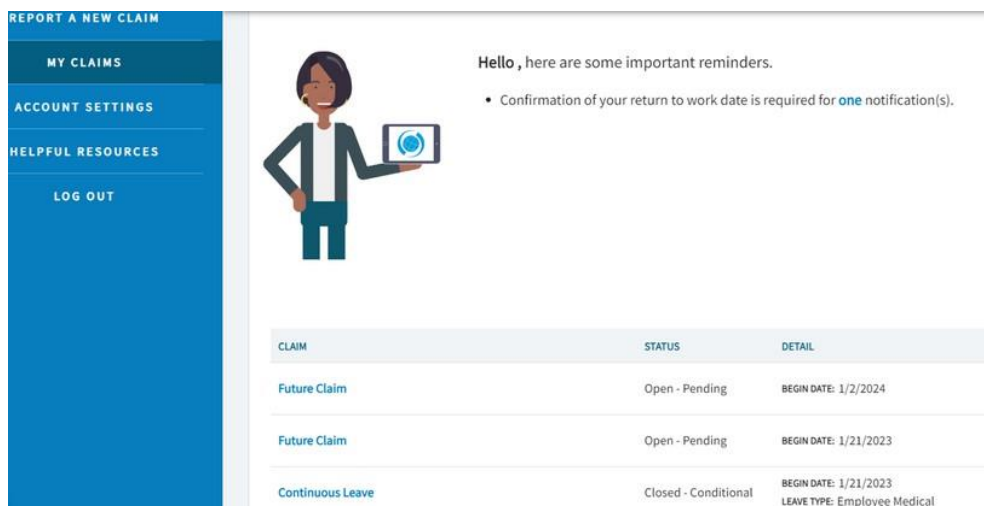 REPORT A NEW CLAIM
MY CLAIMS
ACCOUNT SETTINGS
HELPFUL RESOURCES
LOG OUT
Hello , here are some important reminders.
• Confirmation of your return to work date is required for one notification(s).
CLAIM STATUS DETAIL
Future Claim Open - Pending BEGIN DATE: 1/2/2024
Future Claim Open - Pending BEGIN DATE: 1/21/2023
Continuous Leave Closed - Conditional BEGIN DATE: 1/21/2023
LEAVE TYPE: Employee Medical